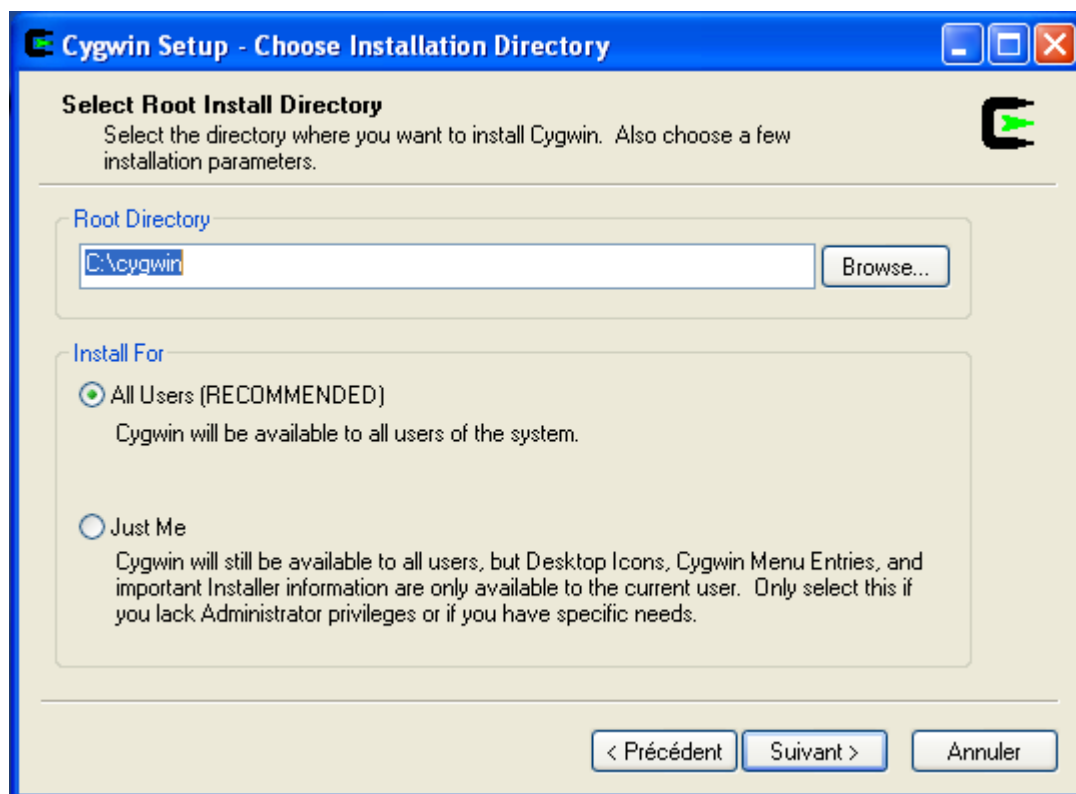 Cygwin Setup - Choose Installation Directory
Select Root Install Directory
Select the directory where you want to install Cygwin.  Also choose a few
installation parameters.
Root Directory
C:\cygwin
Browse...
Install For
All Users (RECOMMENDED)
Cygwin will be available to all users of the system.
Just Me
Cygwin will still be available to all users, but Desktop Icons, Cygwin Menu Entries, and
important Installer information are only available to the current user.  Only select this if
you lack Administrator privileges or if you have specific needs.
< Précédent
Suivant >
Annuler